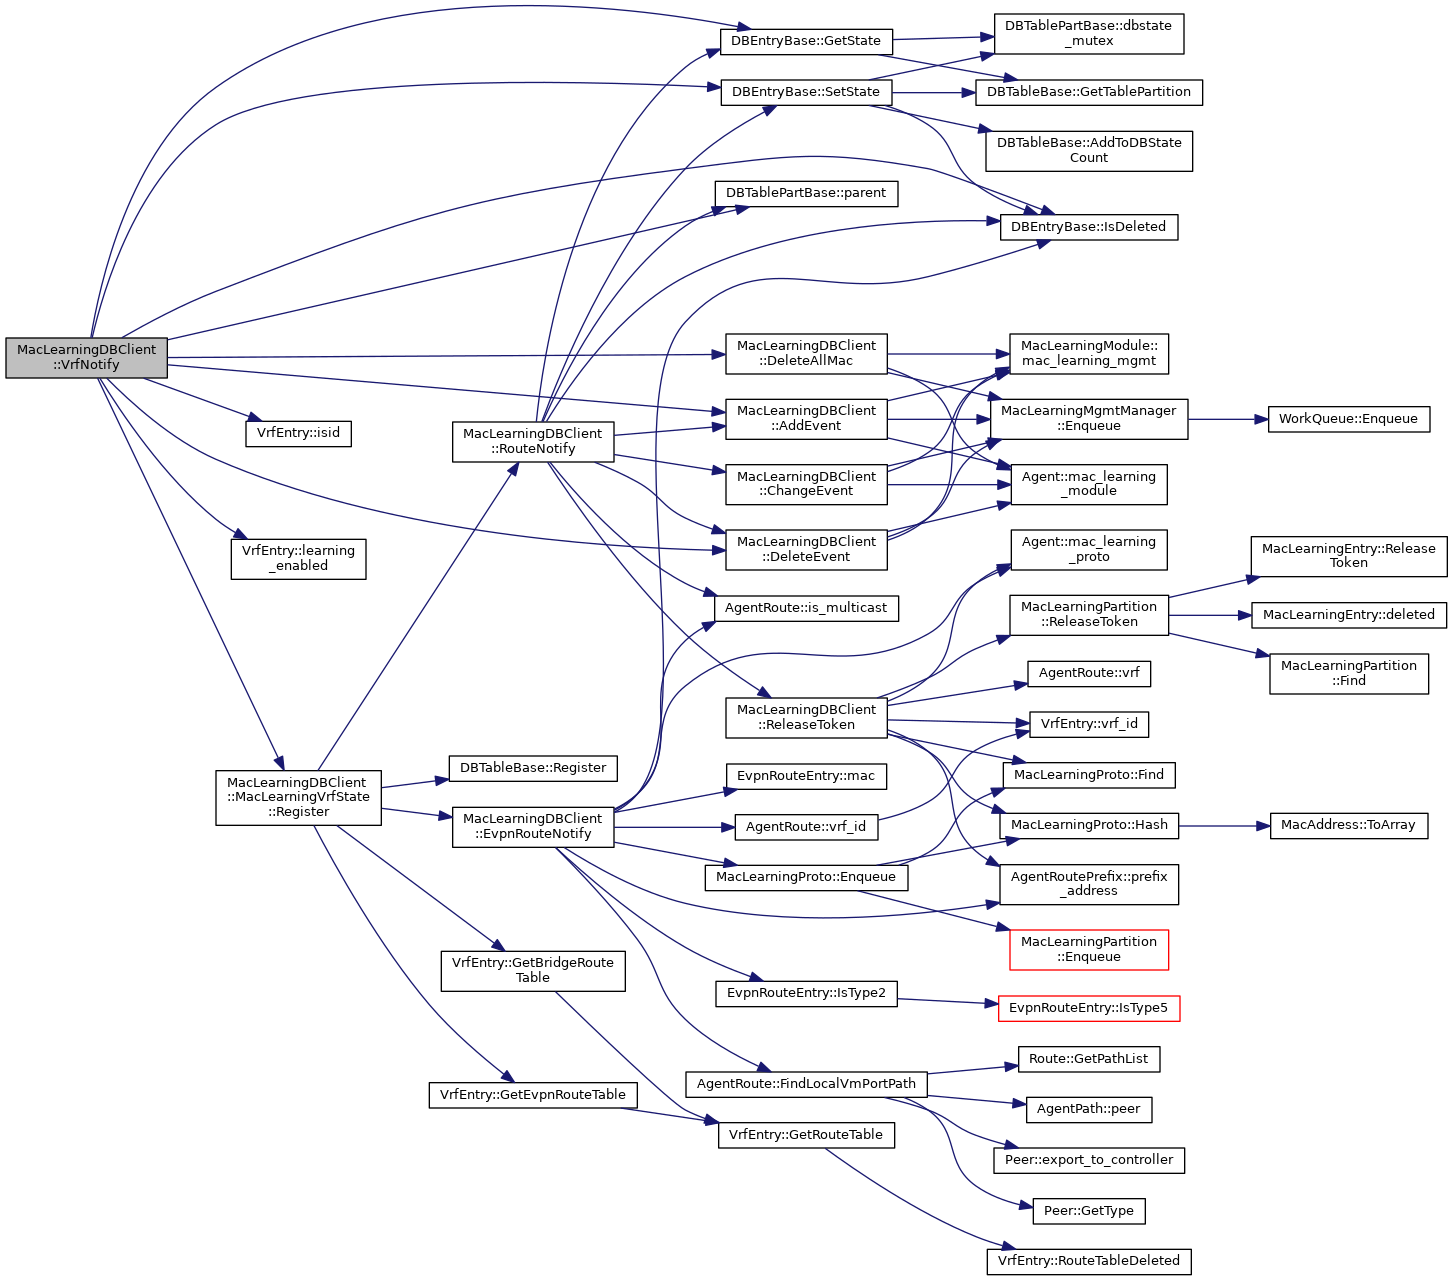 MacLearningDBClient
::VrfNotify
VrfEntry::isid
VrfEntry::learning
_enabled
MacLearningDBClient
::MacLearningVrfState
::Register
MacLearningDBClient
::RouteNotify
DBTableBase::Register
MacLearningDBClient
::EvpnRouteNotify
VrfEntry::GetBridgeRoute
Table
VrfEntry::GetEvpnRouteTable
DBEntryBase::GetState
DBEntryBase::SetState
DBTablePartBase::parent
MacLearningDBClient
::DeleteAllMac
MacLearningDBClient
::AddEvent
MacLearningDBClient
::ChangeEvent
MacLearningDBClient
::DeleteEvent
AgentRoute::is_multicast
MacLearningDBClient
::ReleaseToken
EvpnRouteEntry::mac
AgentRoute::vrf_id
MacLearningProto::Enqueue
EvpnRouteEntry::IsType2
AgentRoute::FindLocalVmPortPath
VrfEntry::GetRouteTable
DBTablePartBase::dbstate
_mutex
DBTableBase::GetTablePartition
DBTableBase::AddToDBState
Count
DBEntryBase::IsDeleted
MacLearningModule::
mac_learning_mgmt
MacLearningMgmtManager
::Enqueue
Agent::mac_learning
_module
Agent::mac_learning
_proto
MacLearningPartition
::ReleaseToken
AgentRoute::vrf
VrfEntry::vrf_id
MacLearningProto::Find
MacLearningProto::Hash
AgentRoutePrefix::prefix
_address
MacLearningPartition
::Enqueue
EvpnRouteEntry::IsType5
Route::GetPathList
AgentPath::peer
Peer::export_to_controller
Peer::GetType
VrfEntry::RouteTableDeleted
WorkQueue::Enqueue
MacLearningEntry::Release
Token
MacLearningEntry::deleted
MacLearningPartition
::Find
MacAddress::ToArray